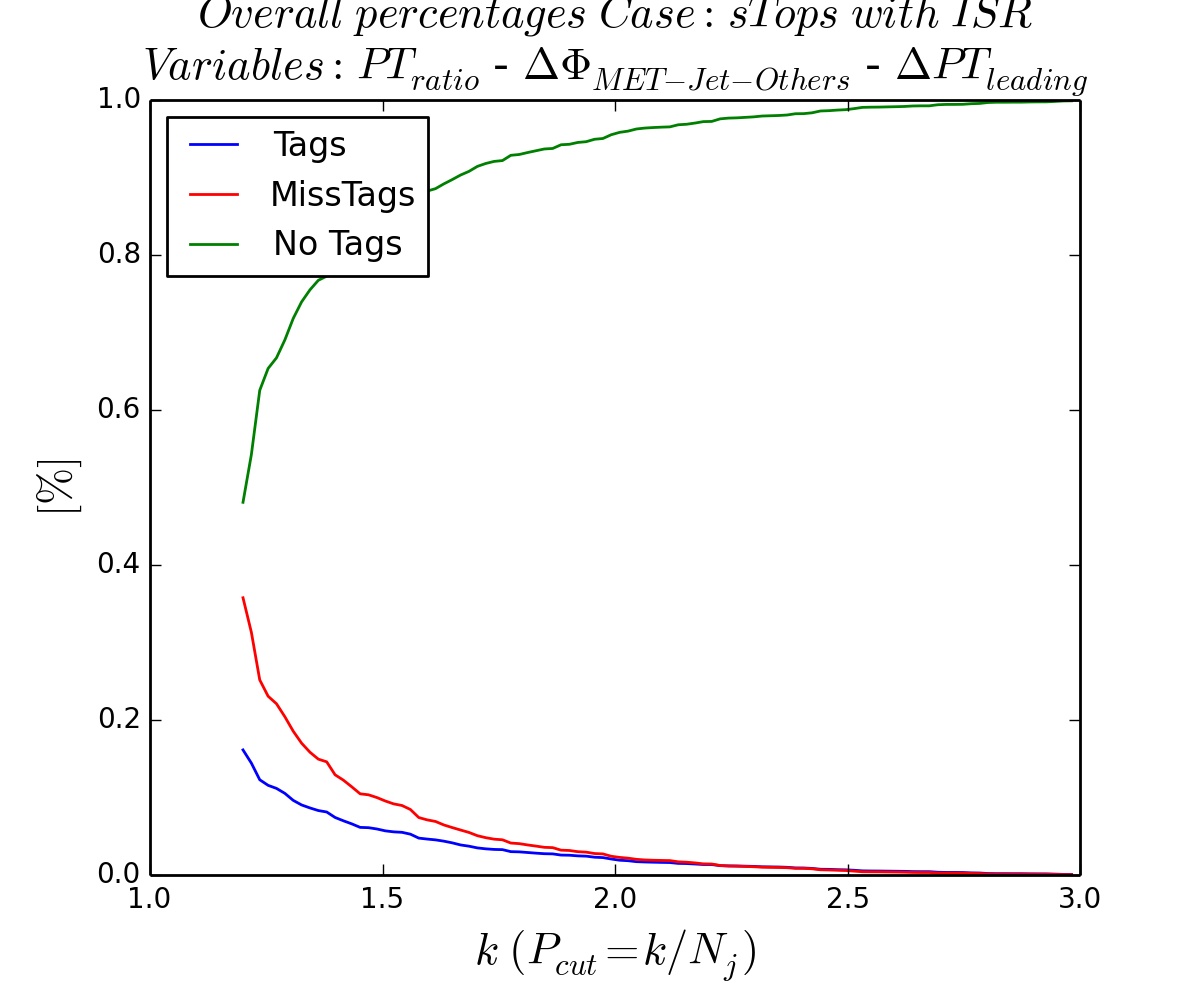 Overall percentages Case: sTops with ISR
Variables: PT_ratio - ΔΦ_MET−Jet−Others - ΔPT_leading
1.0
Tags
MissTags
No Tags
0.8
0.6
[%]
0.4
0.2
0.0
1.0 1.5 2.0 2.5 3.0
k (P_cut = k/N_j)